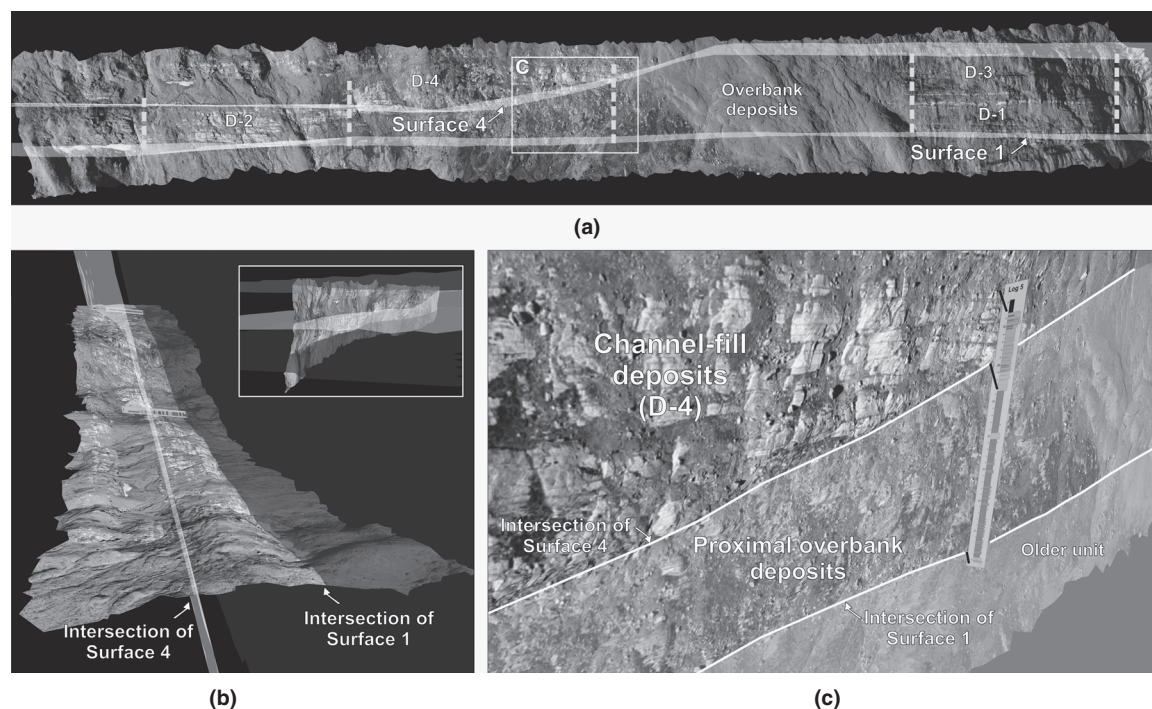 C
D-4
D-3
D-2
Overbank
deposits
D-1
Surface 4
Surface 1
(a)
Intersection of
Surface 4
Intersection of
Surface 1
(b)
Log 5
Channel-fill
deposits
(D-4)
Intersection of
Surface 4
Proximal overbank
deposits
Older unit
Intersection of
Surface 1
(c)